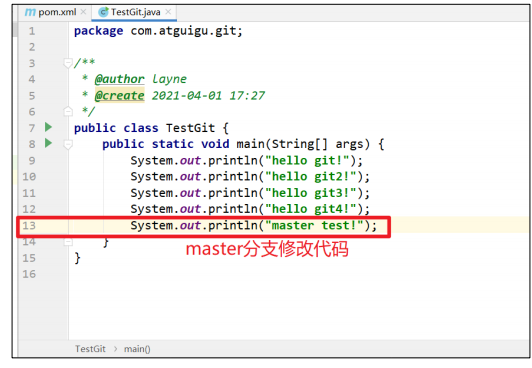 pom.xml TestGit.java
1 package com.atguigu.git;
2
3 /**
4 * @author layne
5 * @create 2021-04-01 17:27
6 */
7 public class TestGit {
8 public static void main(String[] args) {
9 System.out.println("hello git!");
10 System.out.println("hello git2!");
11 System.out.println("hello git3!");
12 System.out.println("hello git4!");
13 System.out.println("master test!");
14 }
master分支修改代码
15 }
16
TestGit › main()